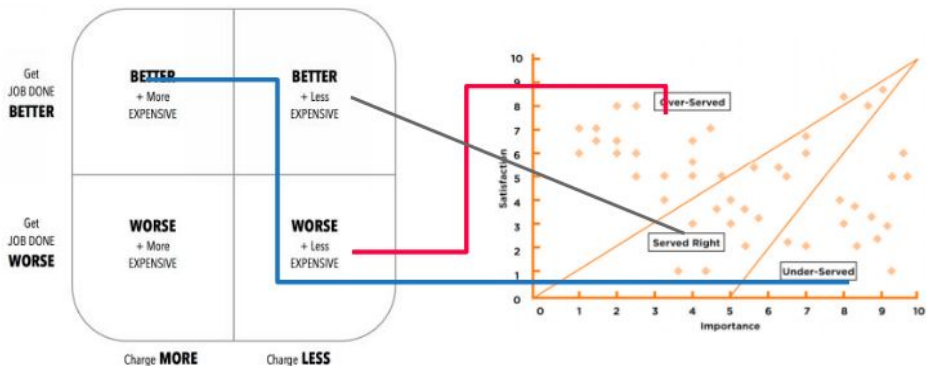 Get
JOB DONE
BETTER
BETTER
+ More
EXPENSIVE
BETTER
+ Less
EXPENSIVE
Get
JOB DONE
WORSE
WORSE
+ More
EXPENSIVE
WORSE
+ Less
EXPENSIVE
Charge MORE
Charge LESS
Satisfaction
10
9
8
7
6
5
4
3
2
1
0
Over-Served
Served Right
Under-Served
0 1 2 3 4 5 6 7 8 9 10
Importance